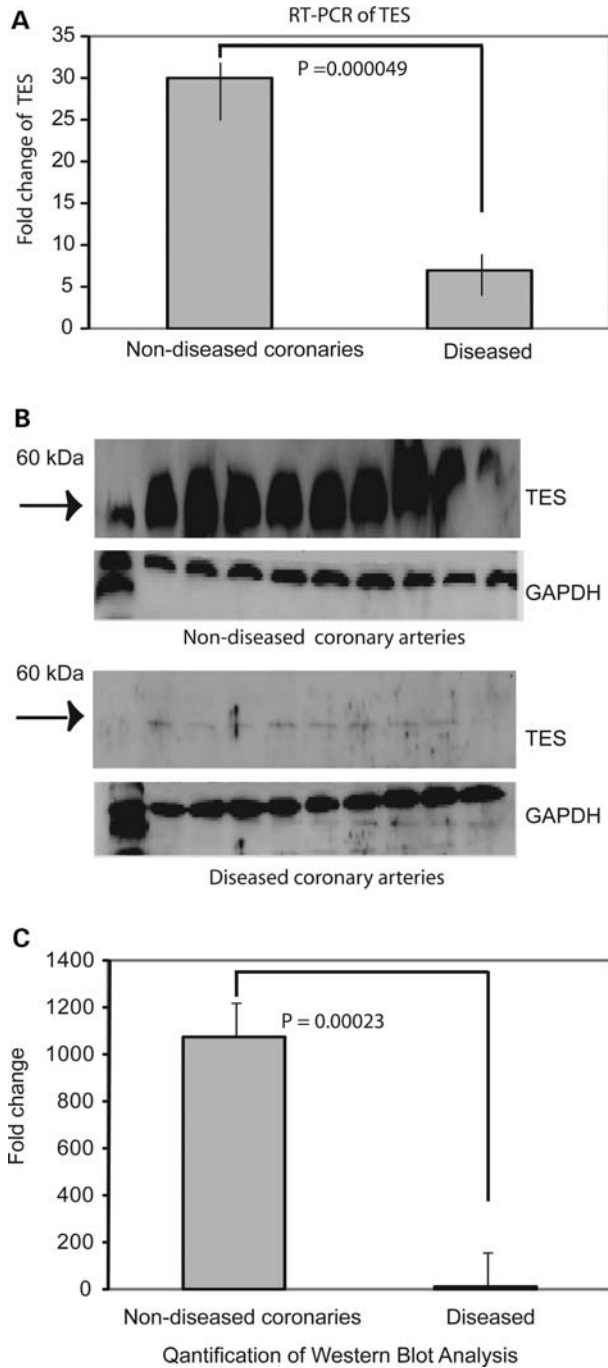 A
RT-PCR of TES
Fold change of TES
35
30
25
20
15
10
5
0
P =0.000049
Non-diseased coronaries
Diseased
B
60 kDa
TES
GAPDH
Non-diseased coronary arteries
60 kDa
TES
GAPDH
Diseased coronary arteries
C
Fold change
1400
1200
1000
800
600
400
200
0
P = 0.00023
Non-diseased coronaries
Diseased
Qantification of Western Blot Analysis